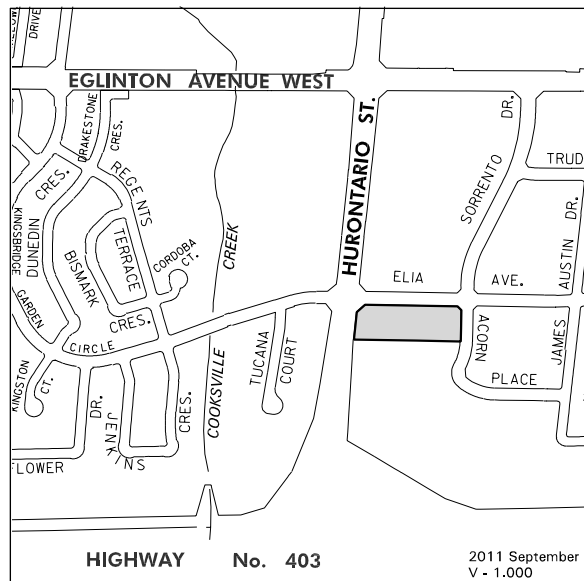 DRIVE
EGLINTON AVENUE WEST
DRAKESTONE
CRES.
HURONTARIO ST.
DR.
SORRENTO
TRUD
CRES.
REGENTS
TERRACE
KINGSBRIDGE
DUNEDIN
BISMARK
CORDOBA
CT.
CREEK
AUSTIN DR.
ELIA AVE.
GARDEN
CRES.
CIRCLE
TUCANA
COURT
ACORN
JAMES
PLACE
KINGSTON
CT.
DR.
JENKINS
CRES.
COOKSVILLE
FLOWER
HIGHWAY No. 403
2011 September
V - 1.000